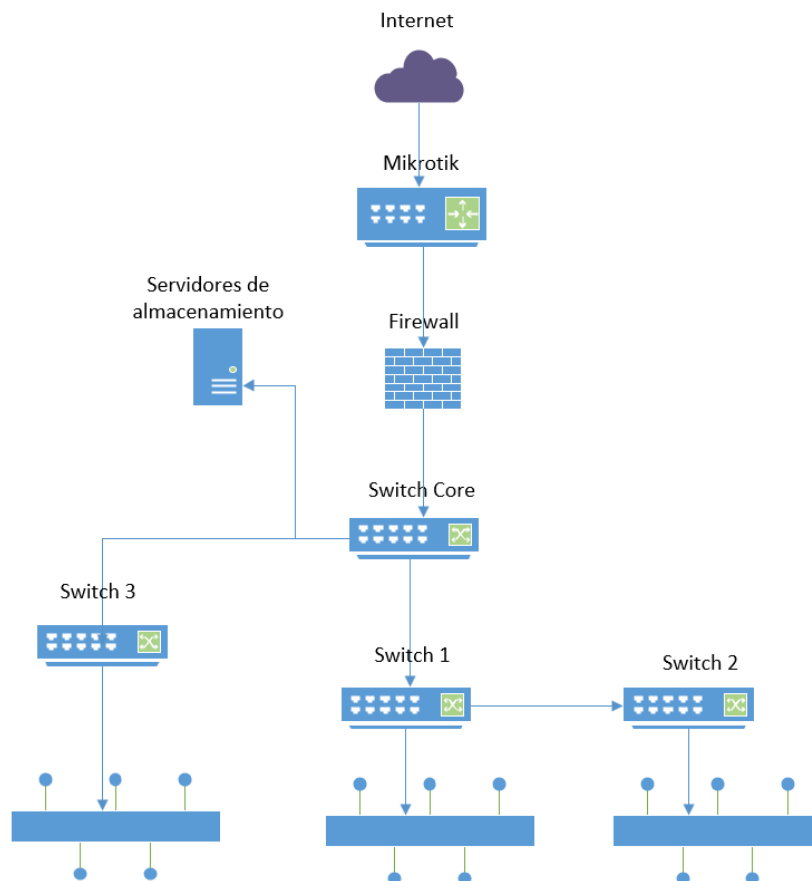 Internet
Mikrotik
Servidores de
almacenamiento
Firewall
Switch Core
Switch 3
Switch 1
Switch 2